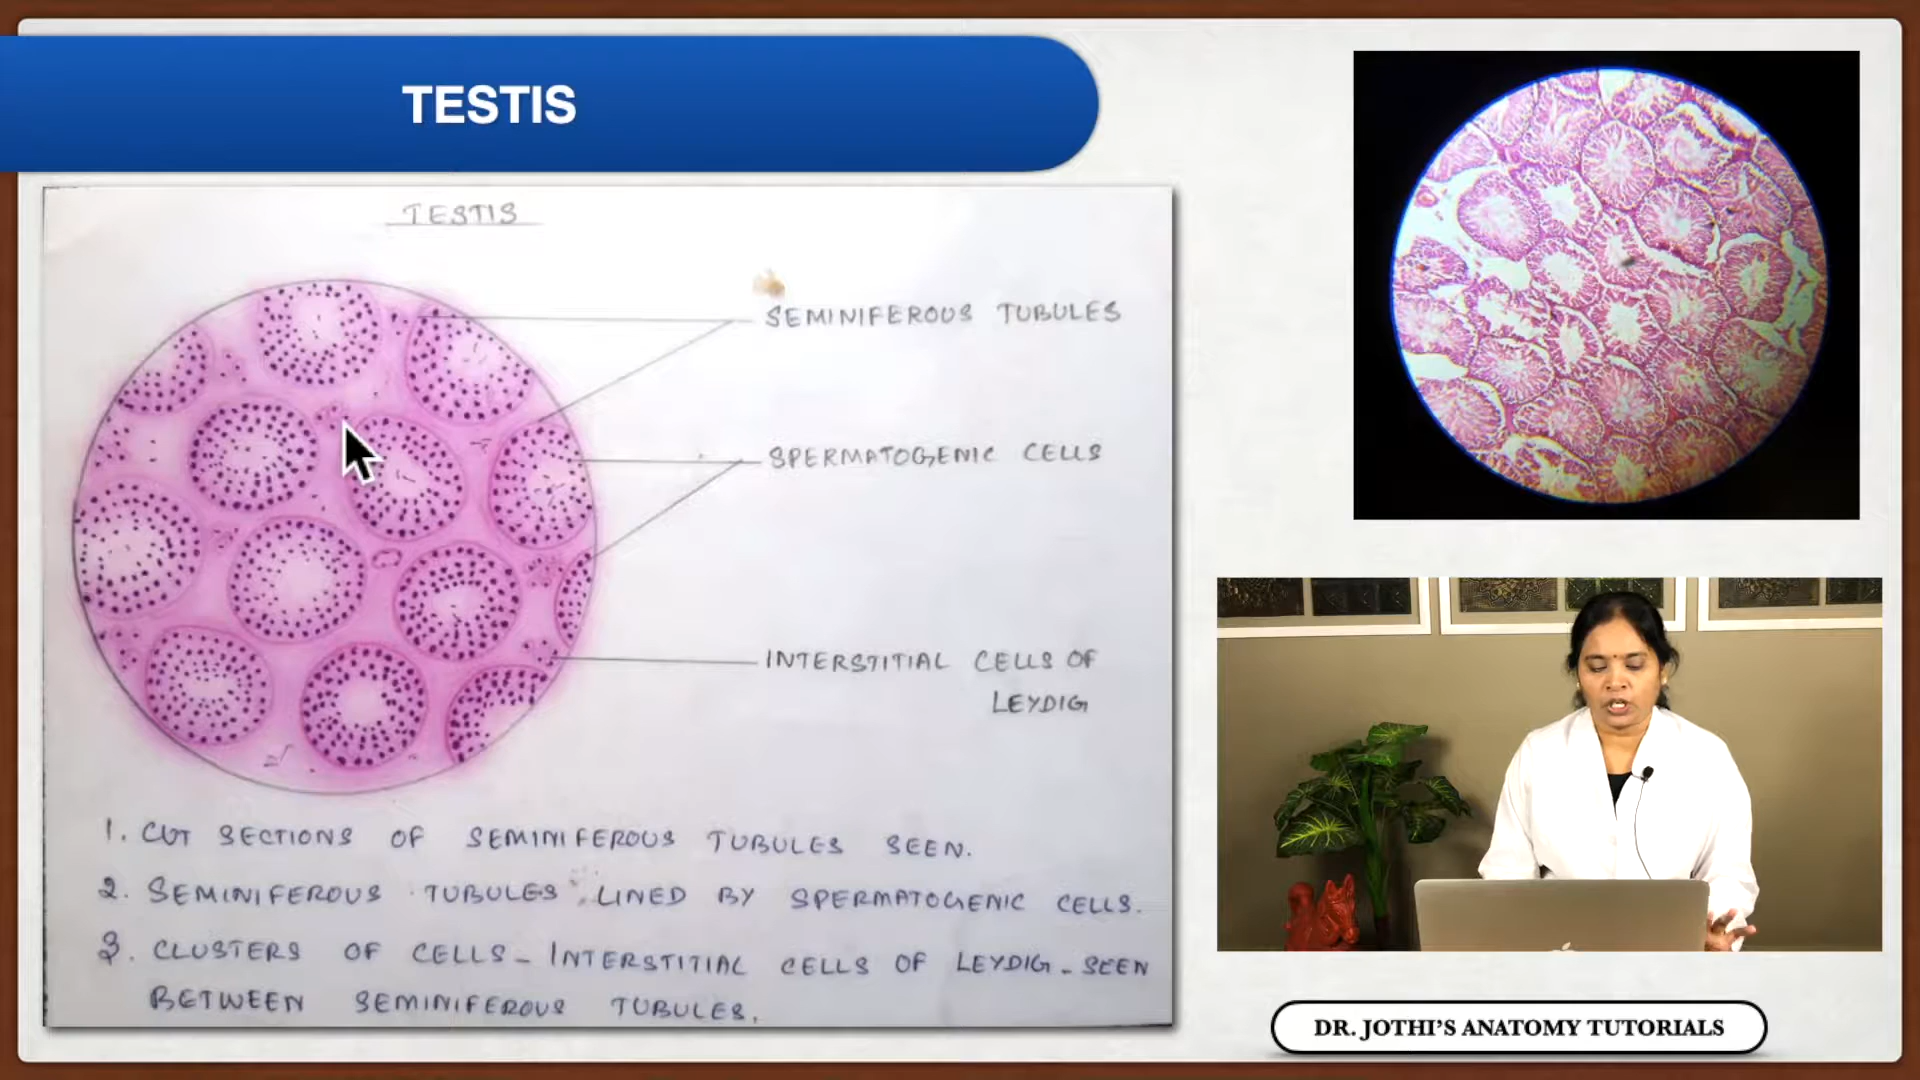 TESTIS
TESTIS
SEMINIFEROUS TUBULES
SPERMATOGENIC CELLS
INTERSTITIAL CELLS OF
LEYDIG
1. CUT SECTIONS OF SEMINIFEROUS TUBULES SEEN.
2. SEMINIFEROUS TUBULES LINED BY SPERMATOGENIC CELLS.
3. CLUSTERS OF CELLS - INTERSTITIAL CELLS OF LEYDIG - SEEN
BETWEEN SEMINIFEROUS TUBULES.
DR. JOTHI'S ANATOMY TUTORIALS